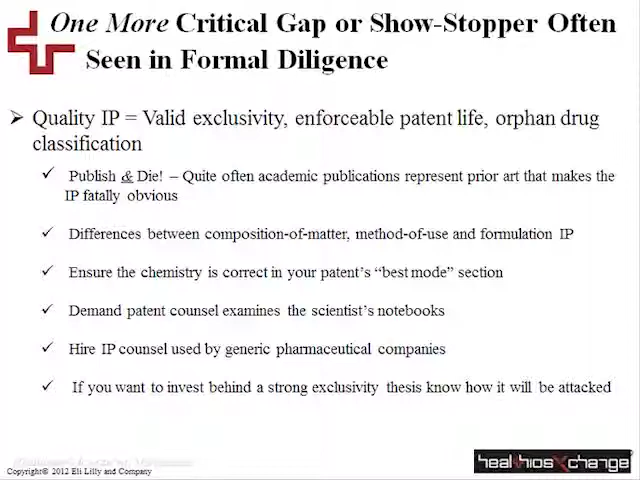 One More Critical Gap or Show-Stopper Often
Seen in Formal Diligence
Quality IP = Valid exclusivity, enforceable patent life, orphan drug
classification
Publish & Die! – Quite often academic publications represent prior art that makes the
IP fatally obvious
Differences between composition-of-matter, method-of-use and formulation IP
Ensure the chemistry is correct in your patent's “best mode” section
Demand patent counsel examines the scientist's notebooks
Hire IP counsel used by generic pharmaceutical companies
If you want to invest behind a strong exclusivity thesis know how it will be attacked
Copyright® 2012 Eli Lilly and Company
HealthiosXchange